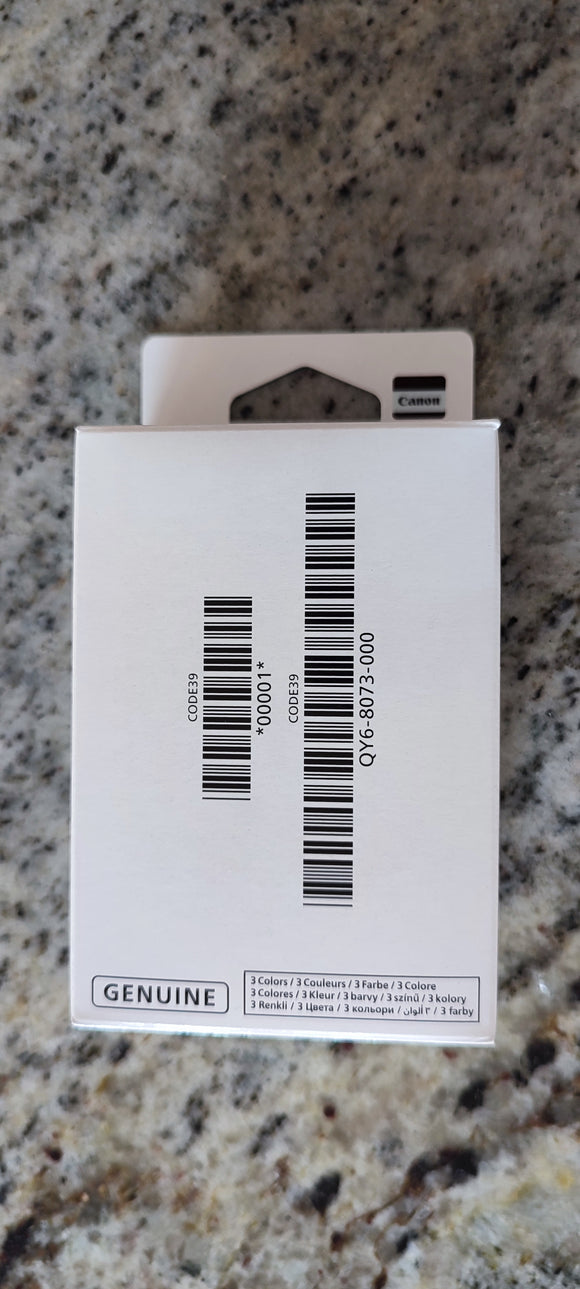 Canon
CODE39
*00001*
CODE39
QY6-8073-000
GENUINE
3 Colors / 3 Couleurs / 3 Farbe / 3 Colore
3 Colores / 3 Kleur / 3 barvy / 3 színű / 3 kolory
3 Renkli / 3 Цвета / 3 кольори / ٣ ألوان / 3 farby